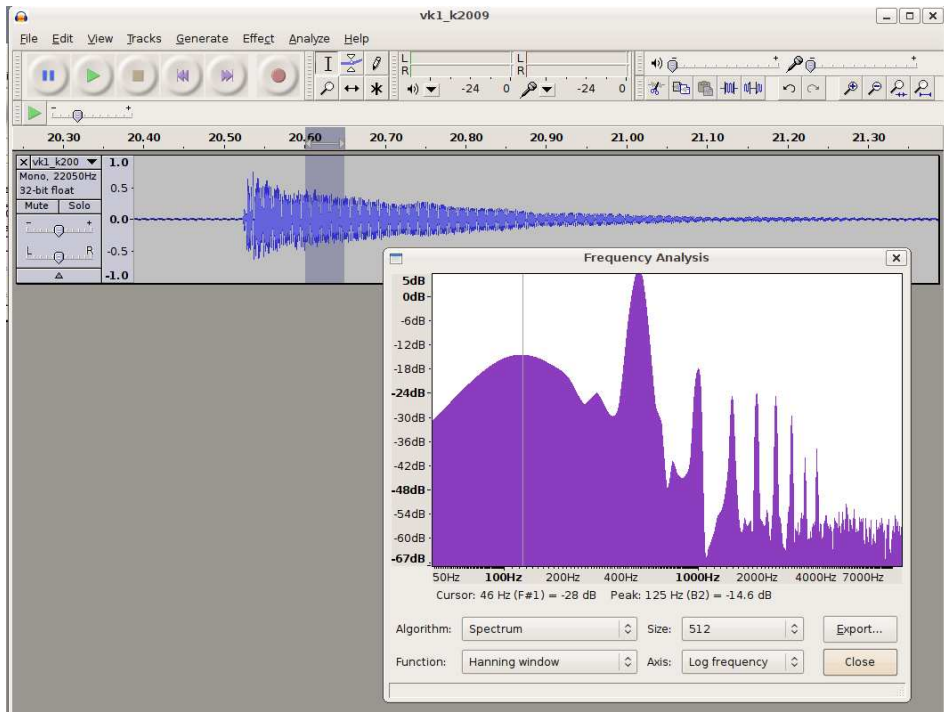 vk1_k2009
File Edit View Tracks Generate Effect Analyze Help
L
R
-24 0
L
R
-24 0
- +
20.30 20.40 20.50 20.60 20.70 20.80 20.90 21.00 21.10 21.20 21.30
vk1_k200
Mono, 22050Hz
32-bit float
Mute Solo
- +
L R
1.0
0.5
0.0
-0.5
-1.0
Frequency Analysis
5dB
0dB
-6dB
-12dB
-18dB
-24dB
-30dB
-36dB
-42dB
-48dB
-54dB
-60dB
-67dB
50Hz 100Hz 200Hz 400Hz 1000Hz 2000Hz 4000Hz 7000Hz
Cursor: 46 Hz (F#1) = -28 dB Peak: 125 Hz (B2) = -14.6 dB
Algorithm: Spectrum Size: 512 Export...
Function: Hanning window Axis: Log frequency Close